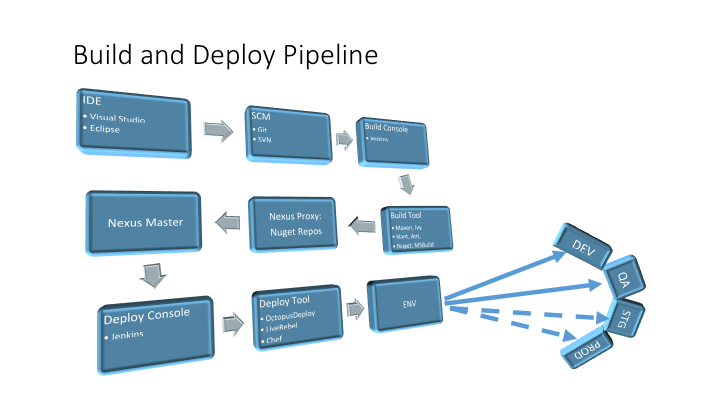 Build and Deploy Pipeline
IDE
• Visual Studio
• Eclipse
SCM
• Git
• SVN
Build Console
• Jenkins
Nexus Master
Nexus Proxy:
Nuget Repos
Build Tool
• Maven, Ivy
• Nant, Ant,
• Nuget, MSBuild
Deploy Console
• Jenkins
Deploy Tool
• OctopusDeploy
• LiveRebel
• Chef
ENV
DEV
QA
STG
PROD